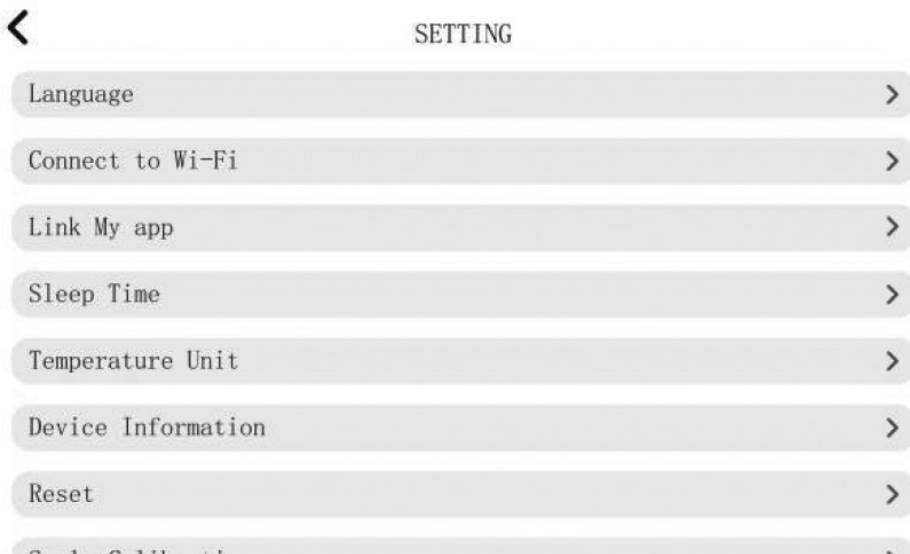 SETTING
Language
Connect to Wi-Fi
Link My app
Sleep Time
Temperature Unit
Device Information
Reset